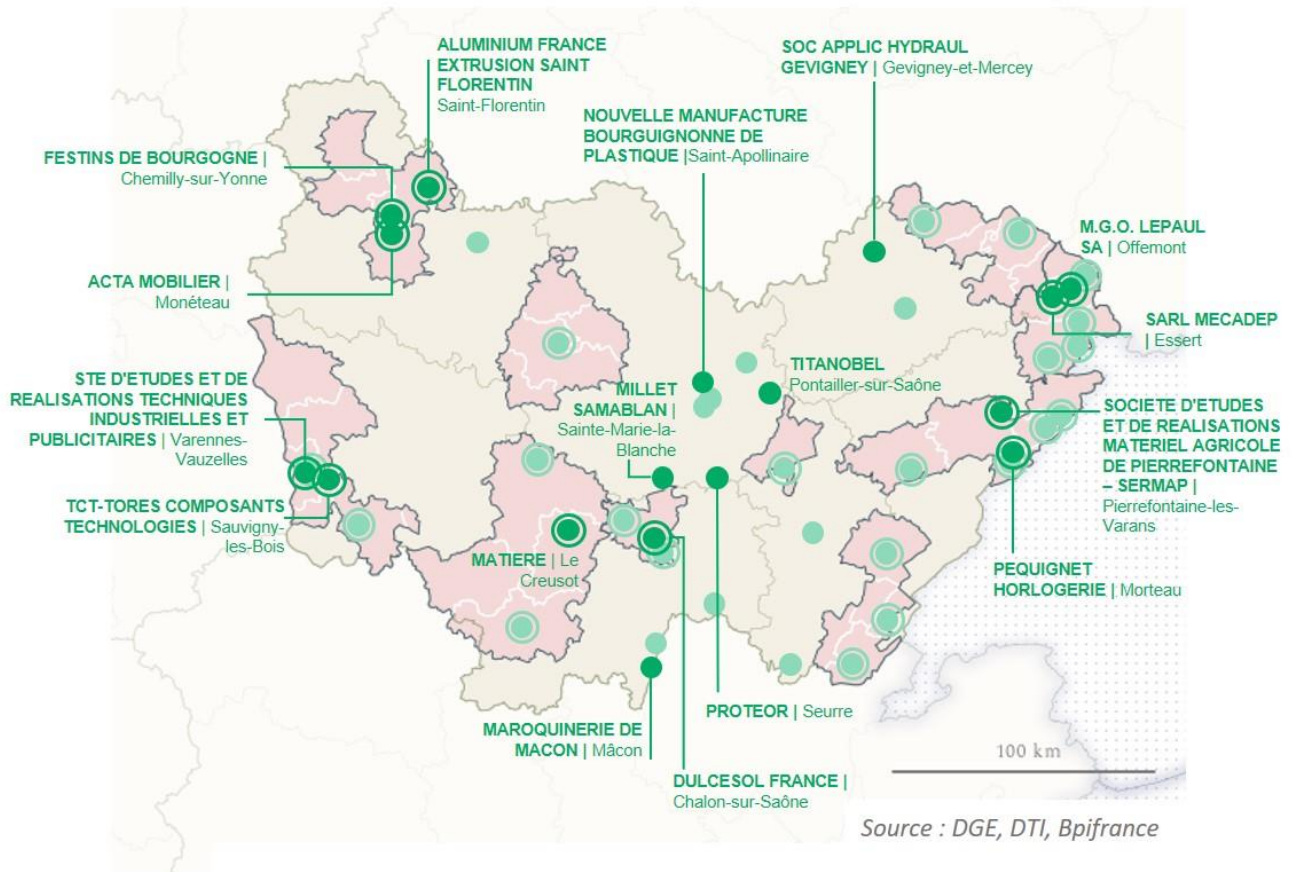 ALUMINIUM FRANCE
EXTRUSION SAINT
FLORENTIN
Saint-Florentin
SOC APPLIC HYDRAUL
GEVIGNEY | Gevigney-et-Mercey
NOUVELLE MANUFACTURE
BOURGUIGNONNE DE
PLASTIQUE |Saint-Apollinaire
FESTINS DE BOURGOGNE |
Chemilly-sur-Yonne
M.G.O. LEPAUL
SA | Offemont
ACTA MOBILIER |
Monéteau
SARL MECADEP
| Essert
STE D'ETUDES ET DE
REALISATIONS TECHNIQUES
INDUSTRIELLES ET
PUBLICITAIRES | Varennes-
Vauzelles
MILLET
SAMABLAN |
Sainte-Marie-la-
Blanche
TITANOBEL
Pontailler-sur-Saône
SOCIETE D'ETUDES
ET DE REALISATIONS
MATERIEL AGRICOLE
DE PIERREFONTAINE
– SERMAP |
Pierrefontaine-les-
Varans
TCT-TORES COMPOSANTS
TECHNOLOGIES | Sauvigny-
les-Bois
MATIERE | Le
Creusot
PEQUIGNET
HORLOGERIE | Morteau
PROTEOR | Seurre
MAROQUINERIE DE
MACON | Mâcon
DULCESOL FRANCE |
Chalon-sur-Saône
100 km
Source : DGE, DTI, Bpifrance